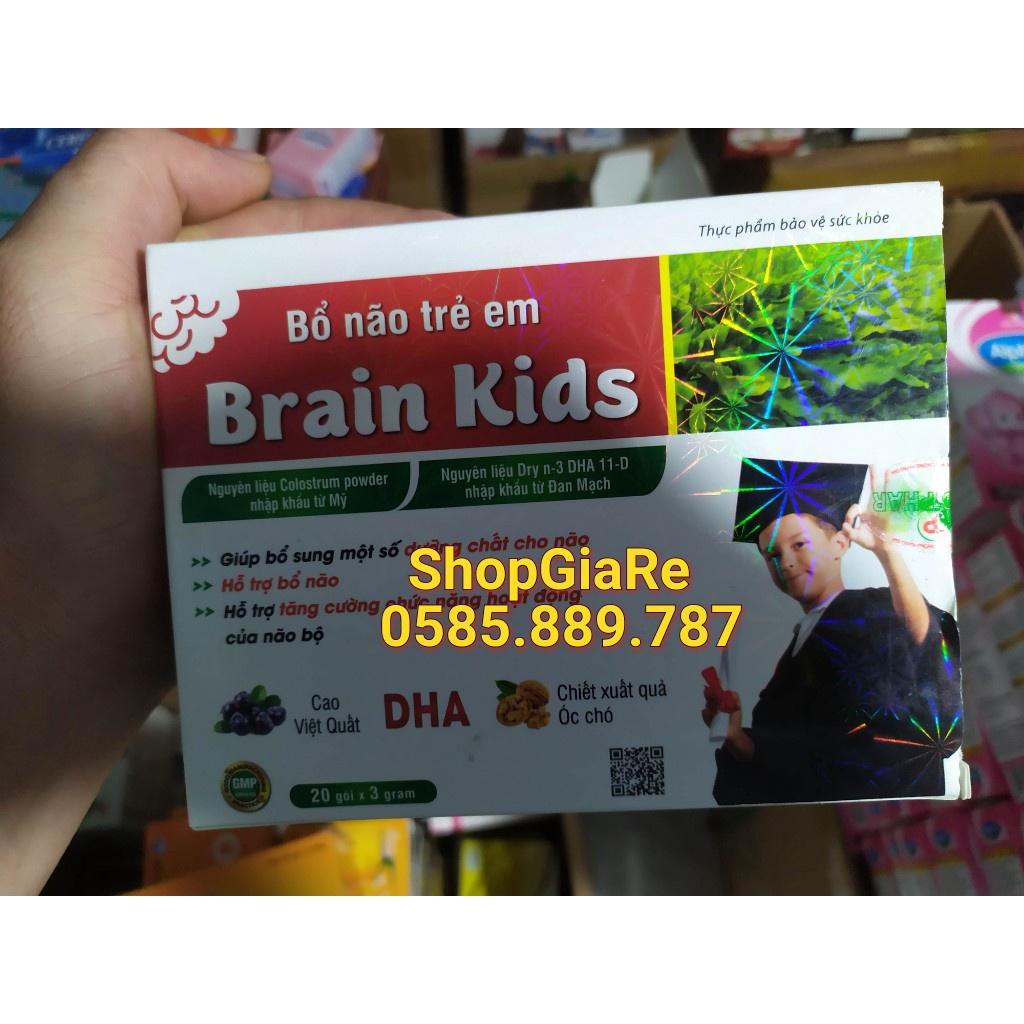 Thực phẩm bảo vệ sức khỏe
Bổ não trẻ em
Brain Kids
Nguyên liệu Colostrum powder
nhập khẩu từ Mỹ
Nguyên liệu Dry n-3 DHA 11-D
nhập khẩu từ Đan Mạch
>> Giúp bổ sung một số dưỡng chất cho não
>> Hỗ trợ bổ não
>> Hỗ trợ tăng cường chức năng hoạt động
của não bộ
ShopGiaRe
0585.889.787
Cao
Việt Quất
DHA
Chiết xuất quả
Óc chó
GMP
20 gói x 3 gram